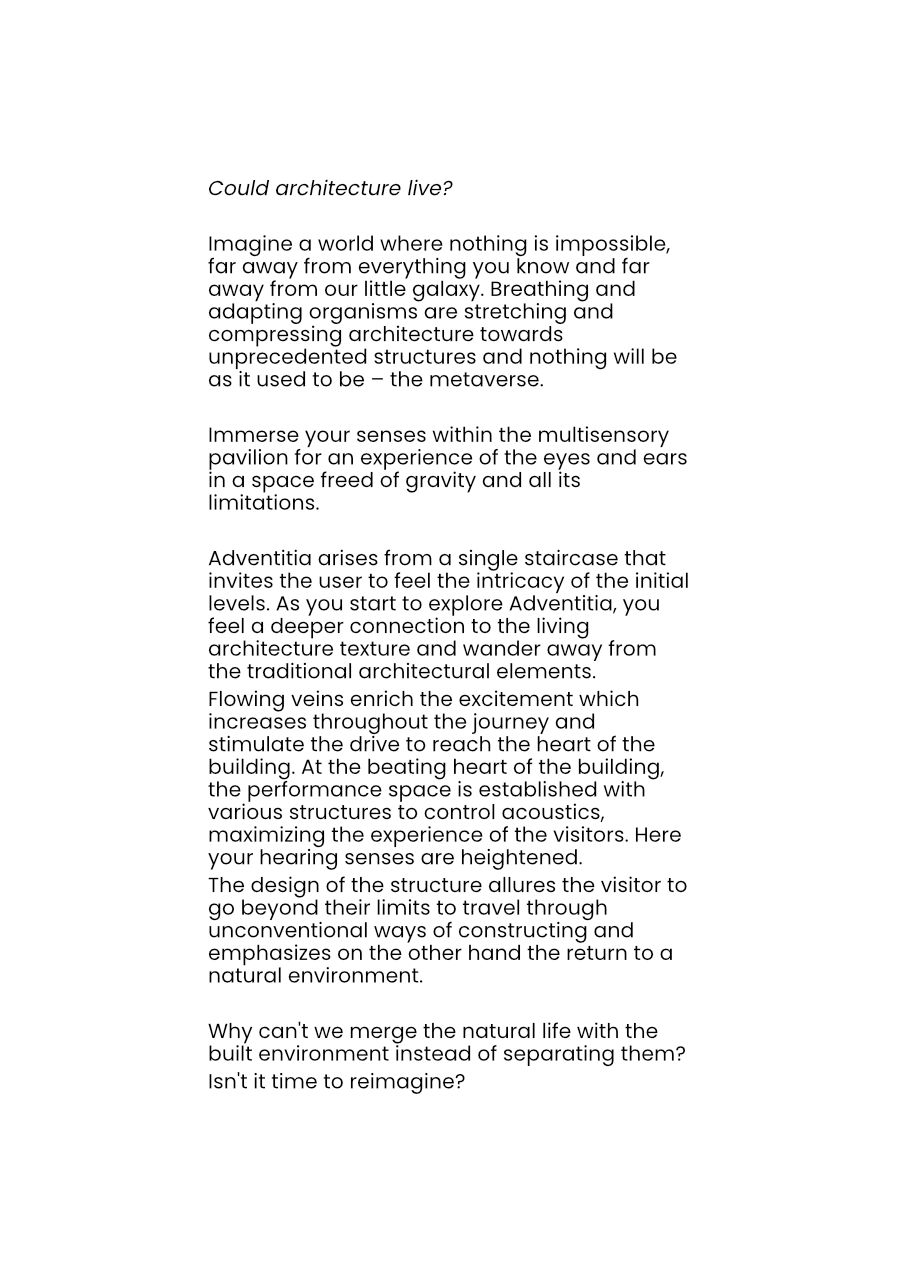 Could architecture live?
Imagine a world where nothing is impossible,
far away from everything you know and far
away from our little galaxy. Breathing and
adapting organisms are stretching and
compressing architecture towards
unprecedented structures and nothing will be
as it used to be – the metaverse.
Immerse your senses within the multisensory
pavilion for an experience of the eyes and ears
in a space freed of gravity and all its
limitations.
Adventitia arises from a single staircase that
invites the user to feel the intricacy of the initial
levels. As you start to explore Adventitia, you
feel a deeper connection to the living
architecture texture and wander away from
the traditional architectural elements.
Flowing veins enrich the excitement which
increases throughout the journey and
stimulate the drive to reach the heart of the
building. At the beating heart of the building,
the performance space is established with
various structures to control acoustics,
maximizing the experience of the visitors. Here
your hearing senses are heightened.
The design of the structure allures the visitor to
go beyond their limits to travel through
unconventional ways of constructing and
emphasizes on the other hand the return to a
natural environment.
Why can't we merge the natural life with the
built environment instead of separating them?
Isn't it time to reimagine?